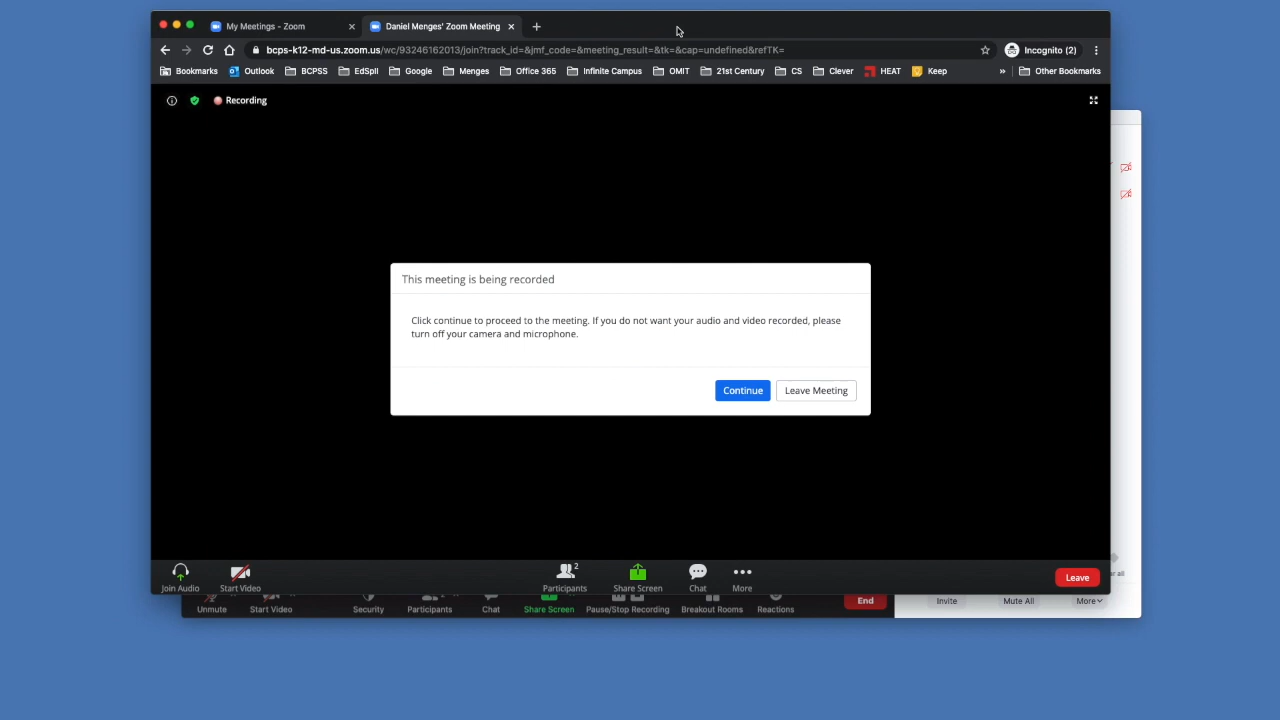 My Meetings - Zoom
Daniel Menges' Zoom Meeting
bcps-k12-md-us.zoom.us/wc/93246162013/join?track_id=&jmf_code=&meeting_result=&tk=&cap=undefined&refTK=
Incognito (2)
Bookmarks Outlook BCPSS EdSpll Google Menges Office 365 Infinite Campus OMIT 21st Century CS Clever HEAT Keep » Other Bookmarks
Recording
This meeting is being recorded
Click continue to proceed to the meeting. If you do not want your audio and video recorded, please
turn off your camera and microphone.
Continue Leave Meeting
2
Join Audio Start Video Participants Share Screen Chat More Leave
Unmute Start Video Security Participants Chat Share Screen Pause/Stop Recording Breakout Rooms Reactions End
Invite Mute All More